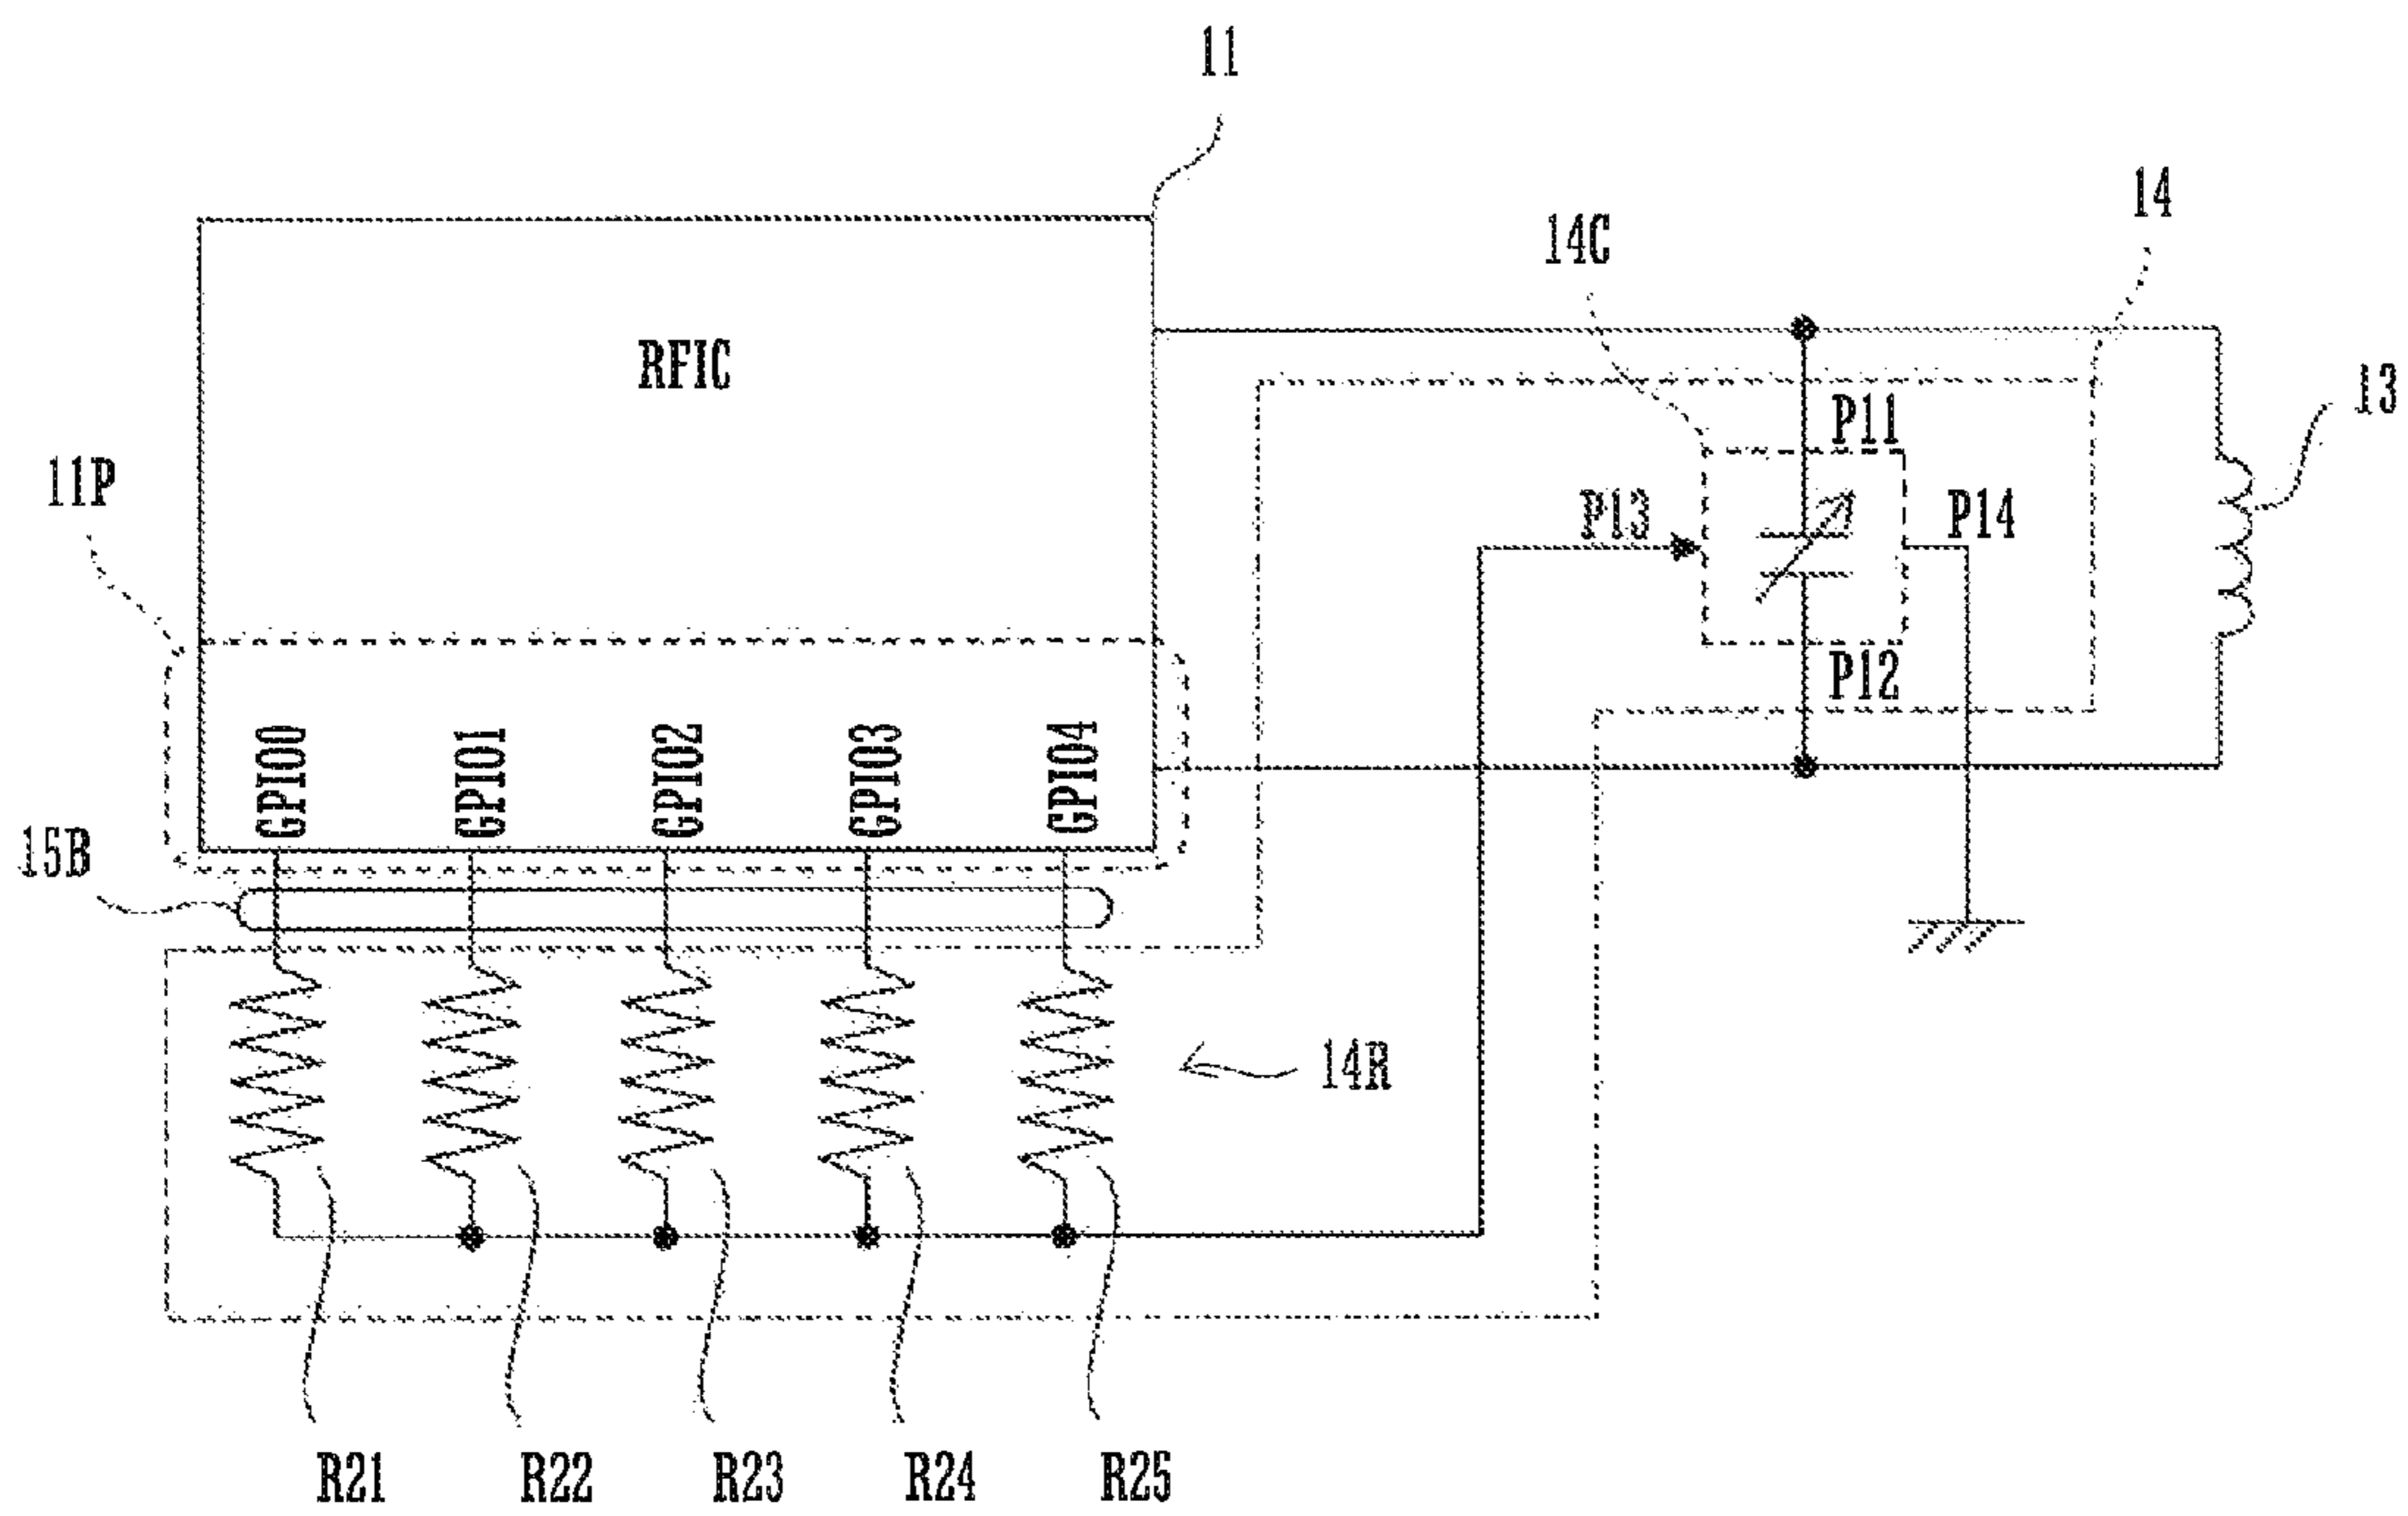 11
14
14C
13
RFIC
P11
11P
P13
P14
P12
GPIO0
GPIO1
GPIO2
GPIO3
GPIO4
15B
14R
R21
R22
R23
R24
R25